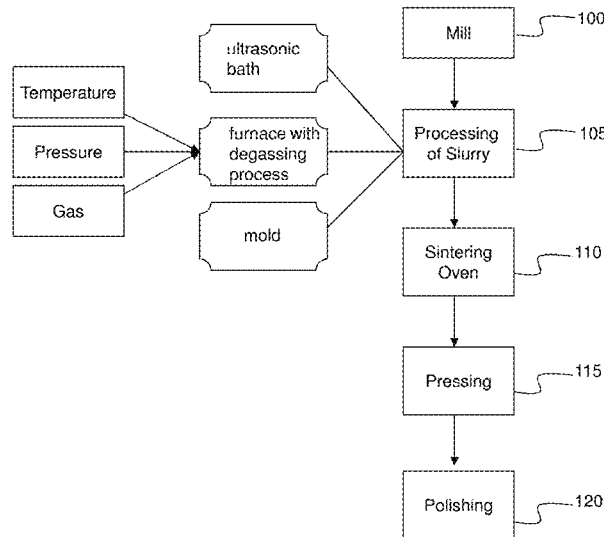 ultrasonic
bath
Mill
100
Temperature
Pressure
Gas
furnace with
degassing
process
Processing
of Slurry
105
mold
Sintering
Oven
110
Pressing
115
Polishing
120